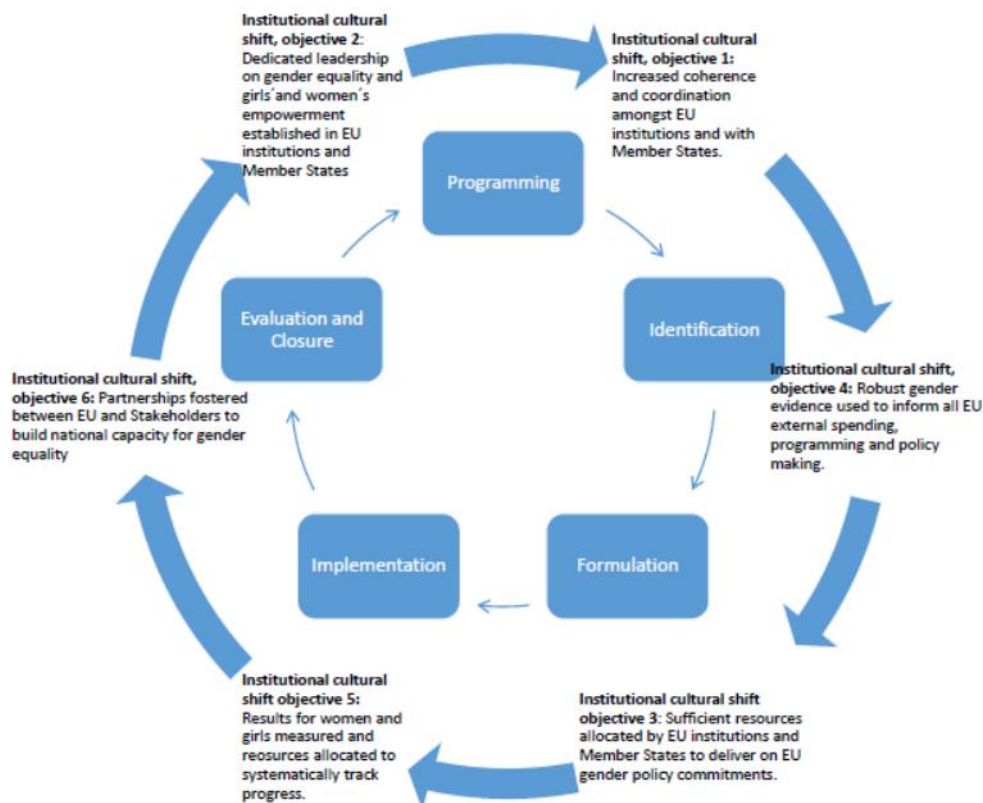 Institutional cultural
shift, objective 2:
Dedicated leadership
on gender equality and
girls´and women´s
empowerment
established in EU
institutions and
Member States
Institutional cultural
shift, objective 1:
Increased coherence
and coordination
amongst EU
institutions and with
Member States.
Programming
Evaluation and
Closure
Identification
Institutional cultural shift,
objective 6: Partnerships fostered
between EU and Stakeholders to
build national capacity for gender
equality
Institutional cultural shift,
objective 4: Robust gender
evidence used to inform all EU
external spending,
programming and policy
making.
Implementation
Formulation
Institutional cultural
shift objective 5:
Results for women and
girls measured and
reosurces allocated to
systematically track
progress.
Institutional cultural shift
objective 3: Sufficient resources
allocated by EU institutions and
Member States to deliver on EU
gender policy commitments.